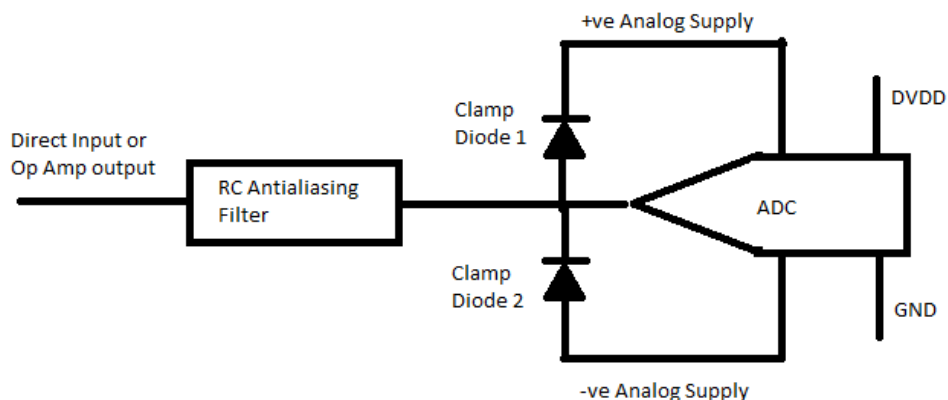 +ve Analog Supply
DVDD
Clamp
Diode 1
Direct Input or
Op Amp output
RC Antialiasing
Filter
ADC
Clamp
Diode 2
GND
-ve Analog Supply